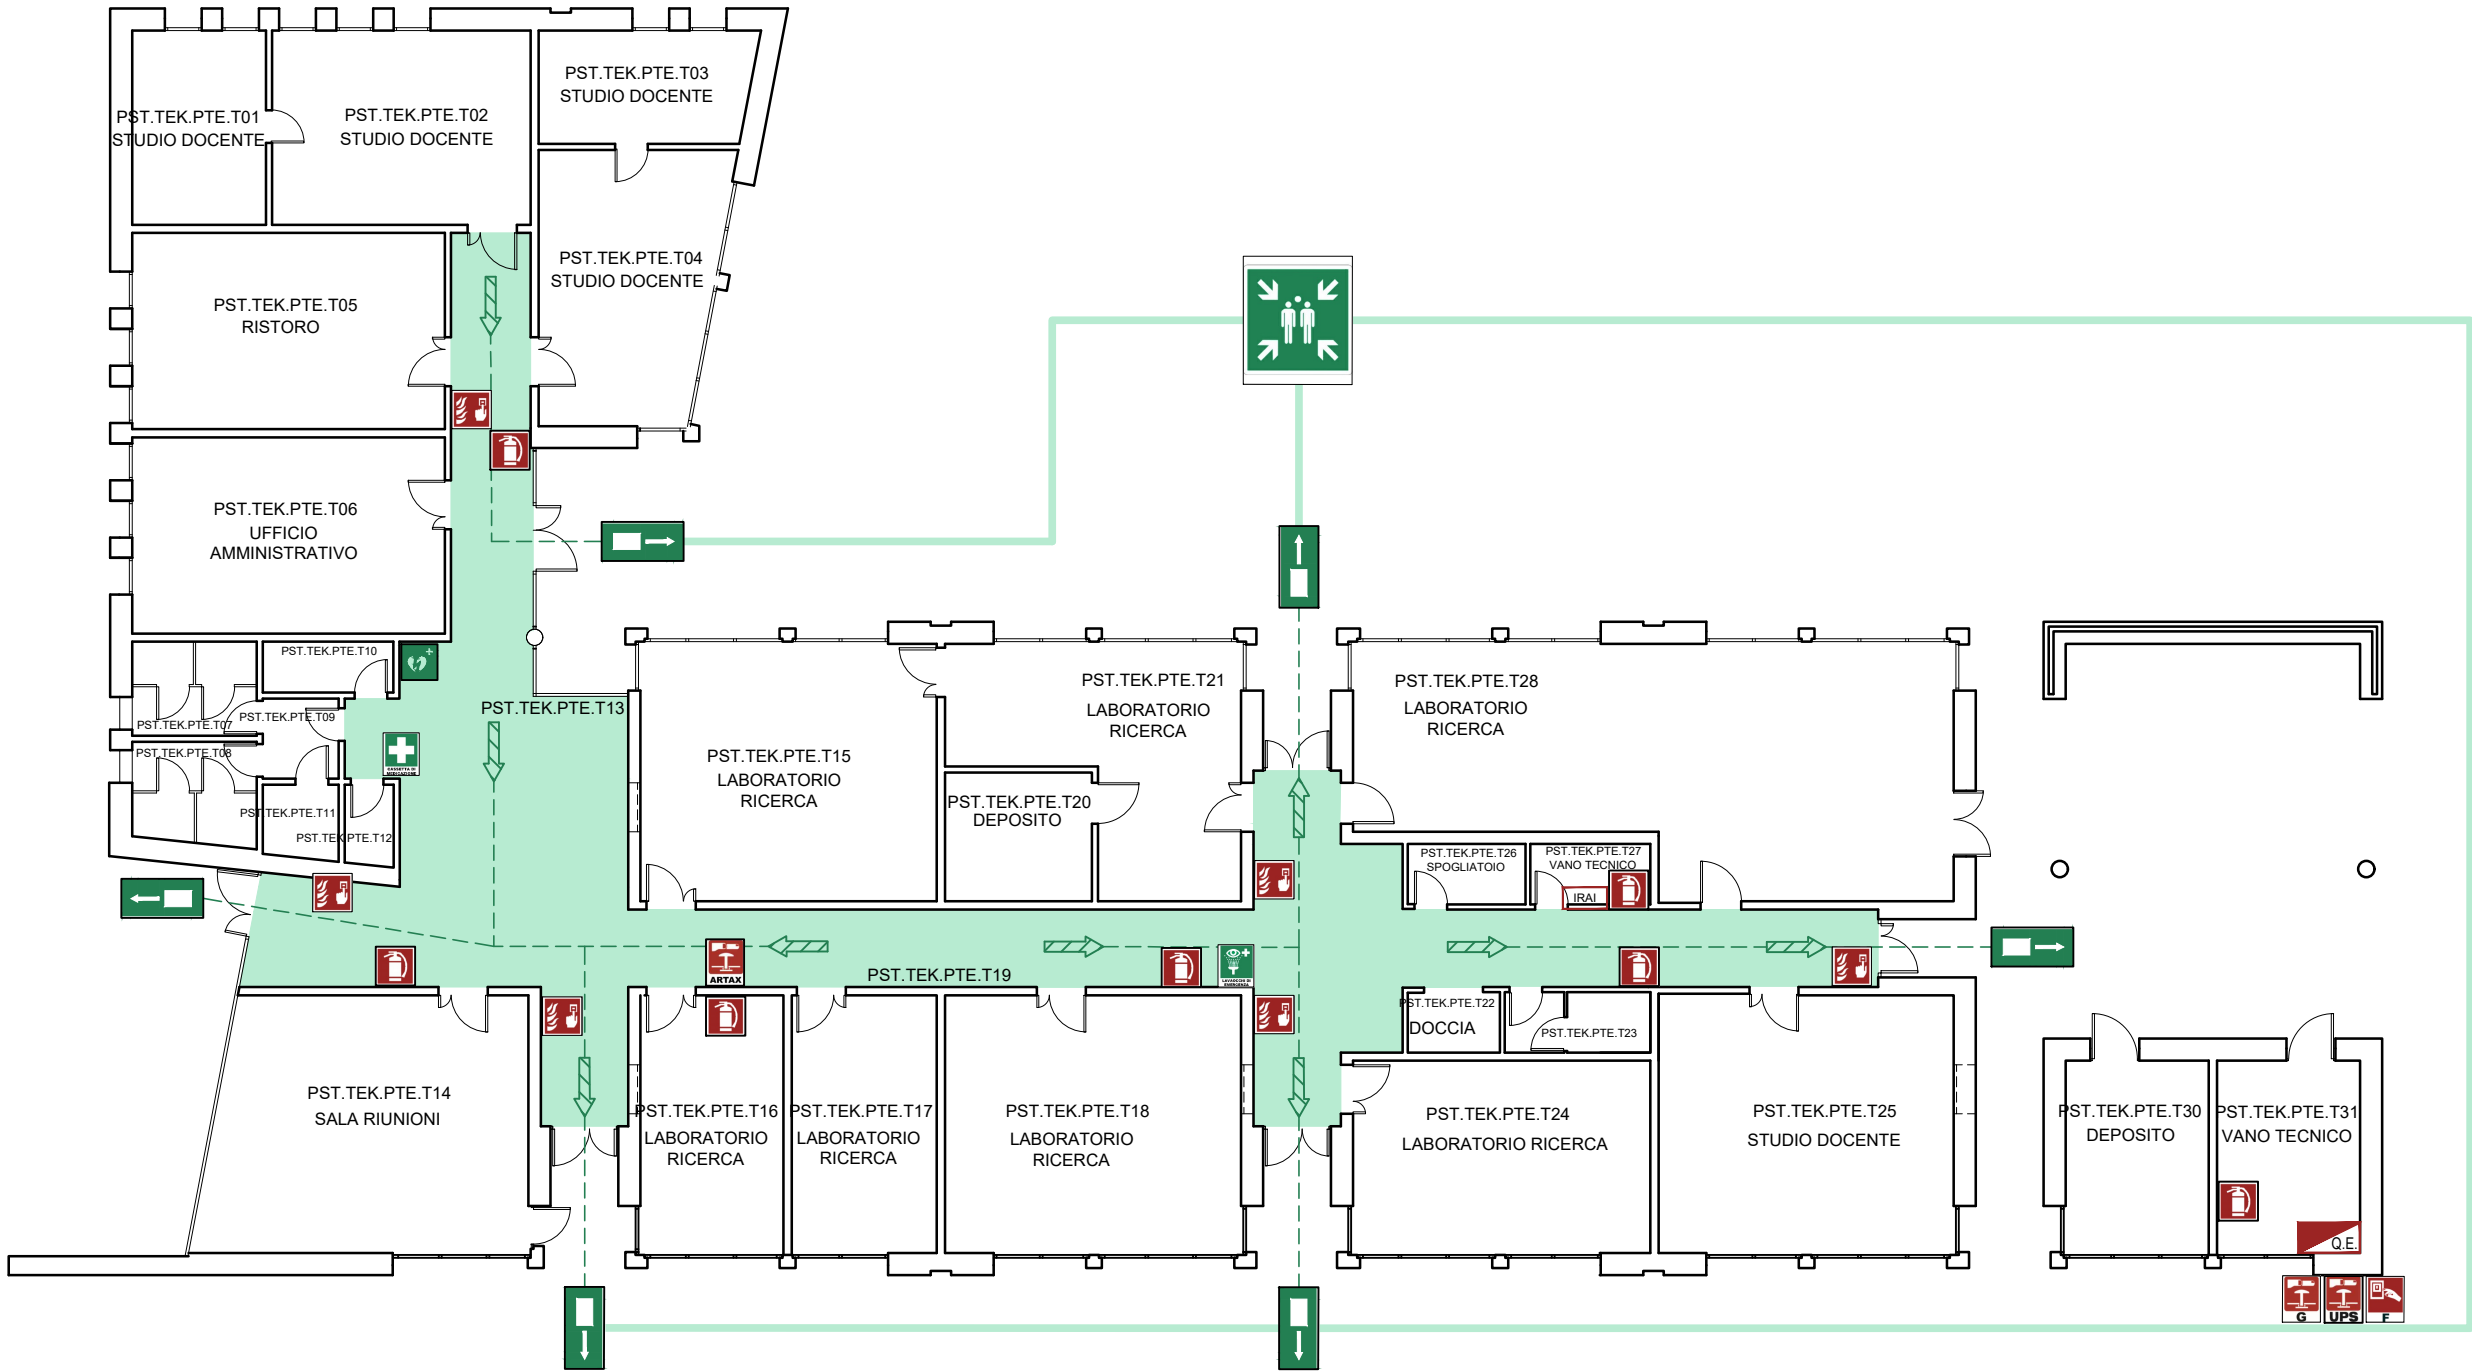 PST.TEK.PTE.T01
STUDIO DOCENTE
PST.TEK.PTE.T02
STUDIO DOCENTE
PST.TEK.PTE.T03
STUDIO DOCENTE
PST.TEK.PTE.T04
STUDIO DOCENTE
PST.TEK.PTE.T05
RISTORO
PST.TEK.PTE.T06
UFFICIO
AMMINISTRATIVO
PST.TEK.PTE.T10
PST.TEK.PTE.T09
PST.TEK.PTE.T07
PST.TEK.PTE.T08
PST.TEK.PTE.T11
PST.TEK.PTE.T12
CASSETTA DI
MEDICAZIONE
PST.TEK.PTE.T13
PST.TEK.PTE.T15
LABORATORIO
RICERCA
PST.TEK.PTE.T21
LABORATORIO
RICERCA
PST.TEK.PTE.T20
DEPOSITO
PST.TEK.PTE.T28
LABORATORIO
RICERCA
PST.TEK.PTE.T26
SPOGLIATOIO
PST.TEK.PTE.T27
VANO TECNICO
IRAI
ARTAX
PST.TEK.PTE.T19
LAVAOCCHI DI
EMERGENZA
PST.TEK.PTE.T22
DOCCIA
PST.TEK.PTE.T23
PST.TEK.PTE.T14
SALA RIUNIONI
PST.TEK.PTE.T16
LABORATORIO
RICERCA
PST.TEK.PTE.T17
LABORATORIO
RICERCA
PST.TEK.PTE.T18
LABORATORIO
RICERCA
PST.TEK.PTE.T24
LABORATORIO RICERCA
PST.TEK.PTE.T25
STUDIO DOCENTE
PST.TEK.PTE.T30
DEPOSITO
PST.TEK.PTE.T31
VANO TECNICO
Q.E.
G
UPS
F